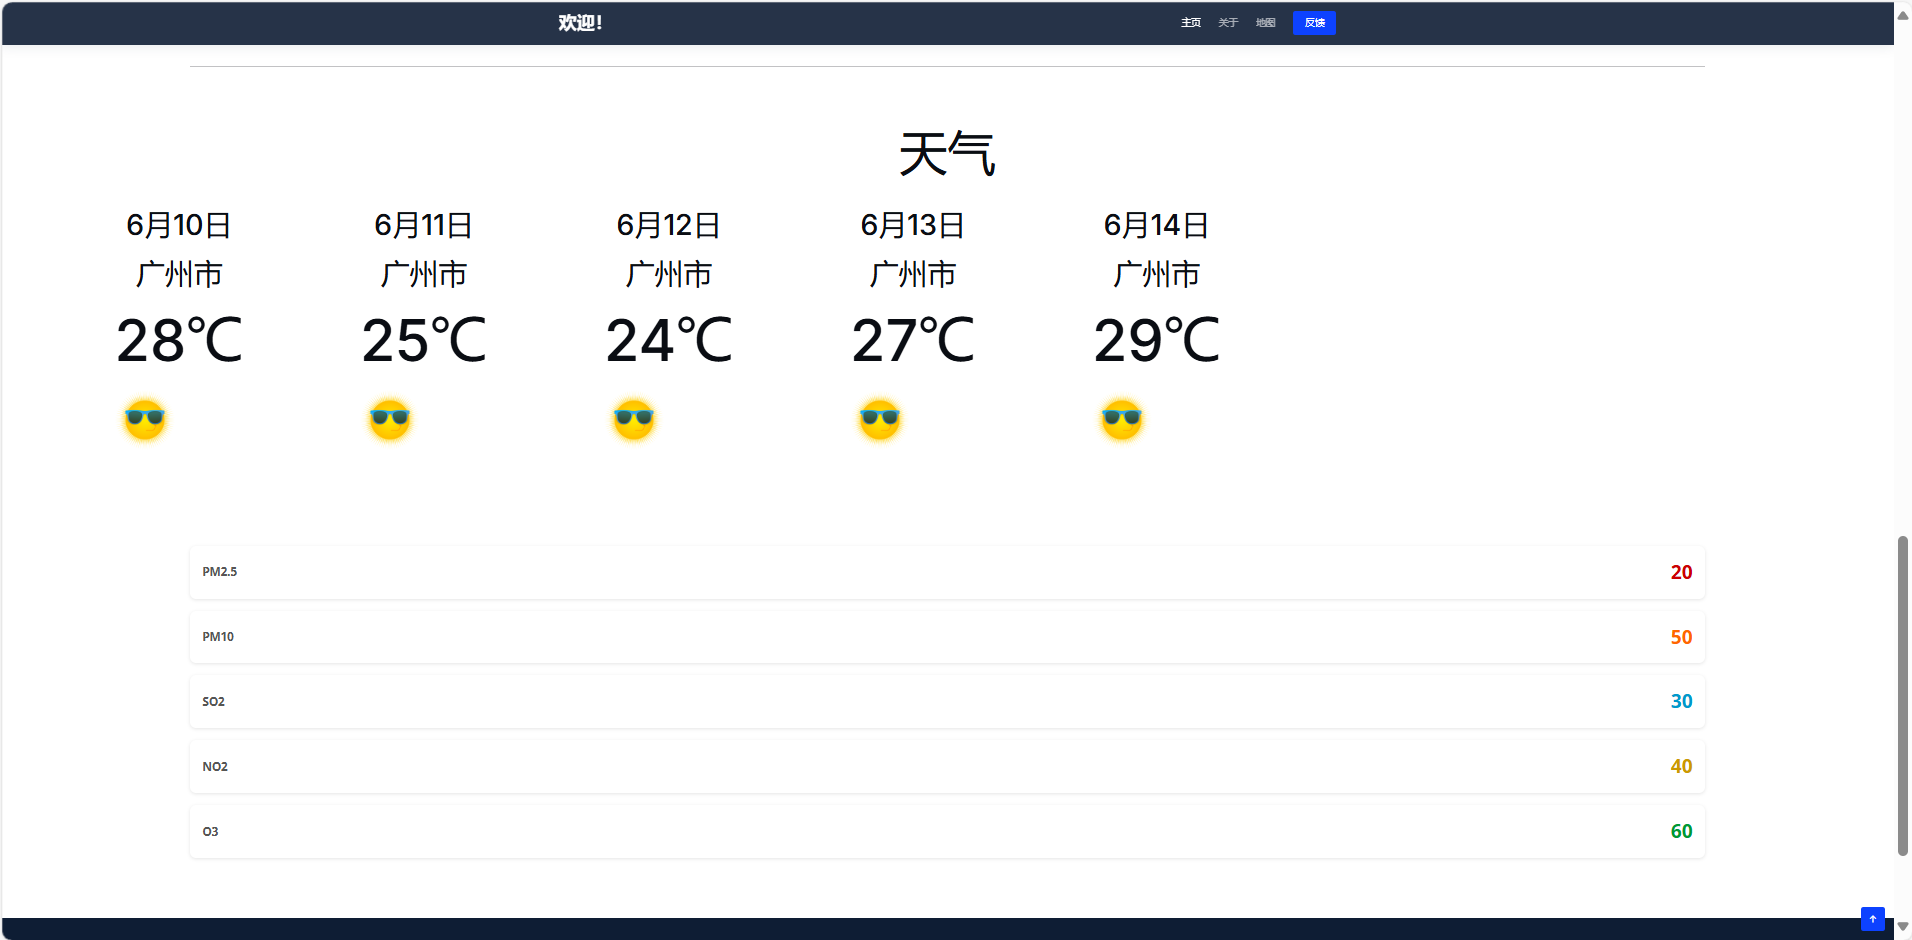 欢迎!
主页 关于 地图 反馈
天气
6月10日 6月11日 6月12日 6月13日 6月14日
广州市 广州市 广州市 广州市 广州市
28℃ 25℃ 24℃ 27℃ 29℃
PM2.5 20
PM10 50
SO2 30
NO2 40
O3 60